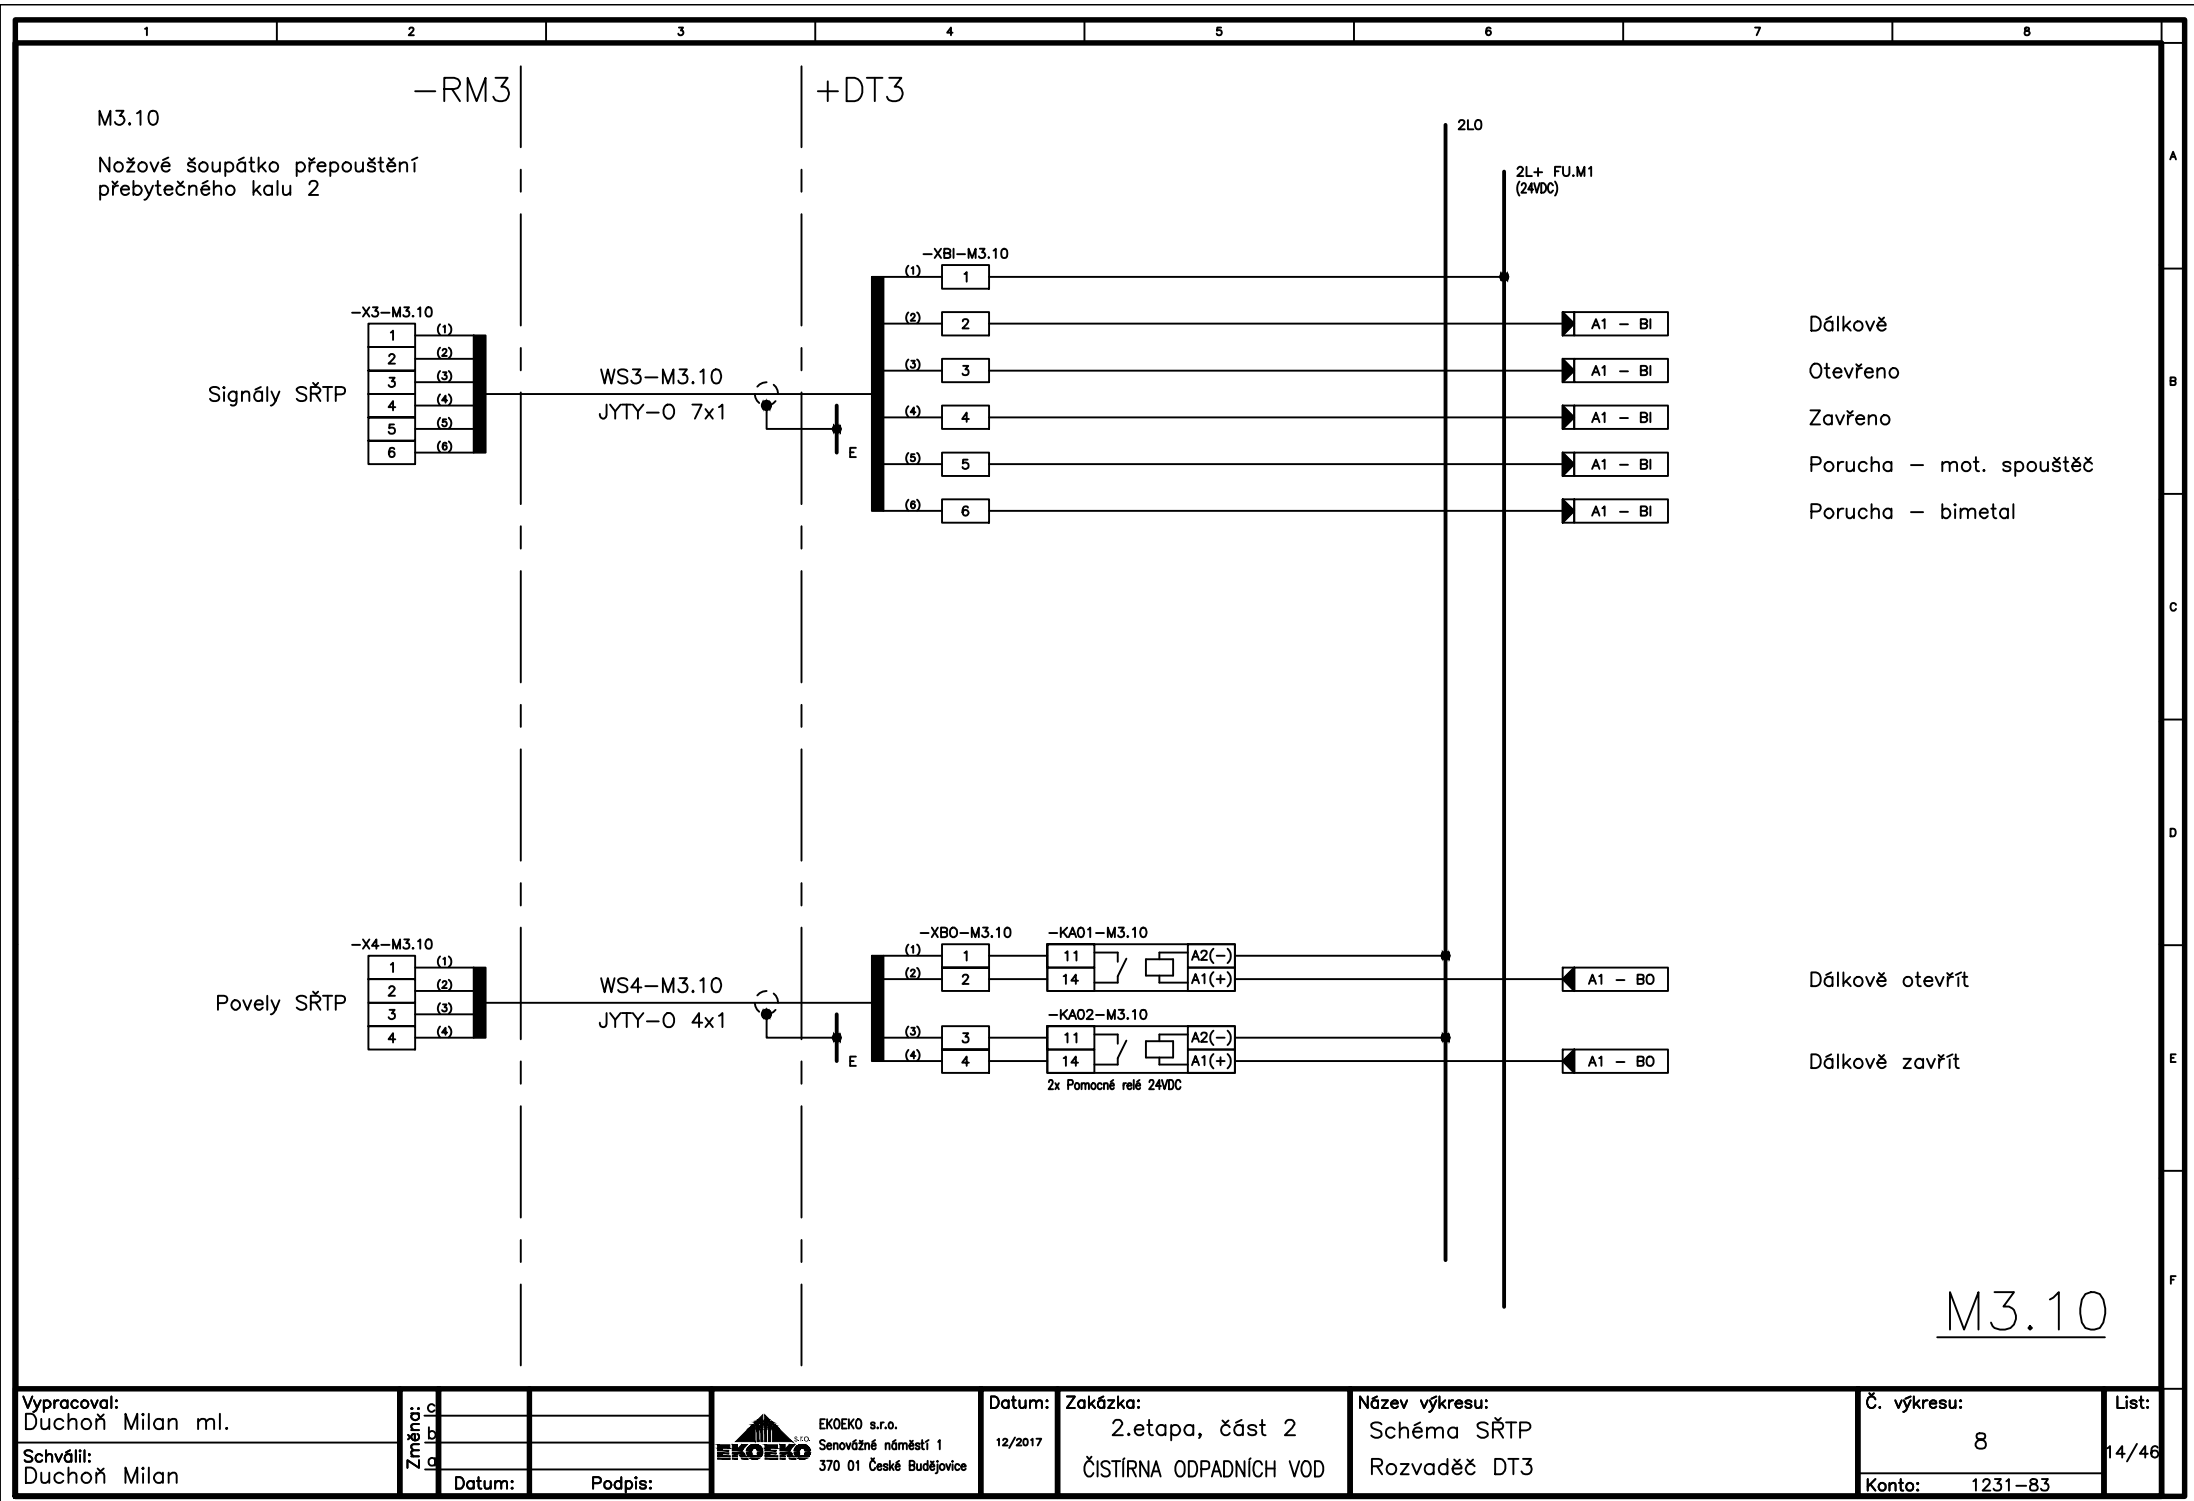 1 2 3 4 5 6 7 8
-RM3
+DT3
M3.10
Nožové šoupátko přepouštění
přebytečného kalu 2
2L0
2L+ FU.M1
(24VDC)
A
B
C
D
E
F
-X3-M3.10
1 (1)
2 (2)
3 (3)
4 (4)
5 (5)
6 (6)
Signály SŘTP
WS3-M3.10
JYTY-O 7x1
E
-XBI-M3.10
(1) 1
(2) 2 A1 - BI Dálkově
(3) 3 A1 - BI Otevřeno
(4) 4 A1 - BI Zavřeno
(5) 5 A1 - BI Porucha - mot. spouštěč
(6) 6 A1 - BI Porucha - bimetal
-X4-M3.10
1 (1)
2 (2)
3 (3)
4 (4)
Povely SŘTP
WS4-M3.10
JYTY-O 4x1
E
-XBO-M3.10 -KA01-M3.10
(1) 1 11 A2(-)
(2) 2 14 A1(+) A1 - BO Dálkově otevřít
-KA02-M3.10
(3) 3 11 A2(-)
(4) 4 14 A1(+) A1 - BO Dálkově zavřít
2x Pomocné relé 24VDC
M3.10
Vypracoval:
Duchoň Milan ml.
Schválil:
Duchoň Milan
Změna:
c
b
a
Datum: Podpis:
EKOEKO s.r.o.
EKOEKO s.r.o.
Senovážné náměstí 1
370 01 České Budějovice
Datum:
12/2017
Zakázka:
2.etapa, část 2
ČISTÍRNA ODPADNÍCH VOD
Název výkresu:
Schéma SŘTP
Rozvaděč DT3
Č. výkresu:
8
Konto: 1231-83
List:
14/46